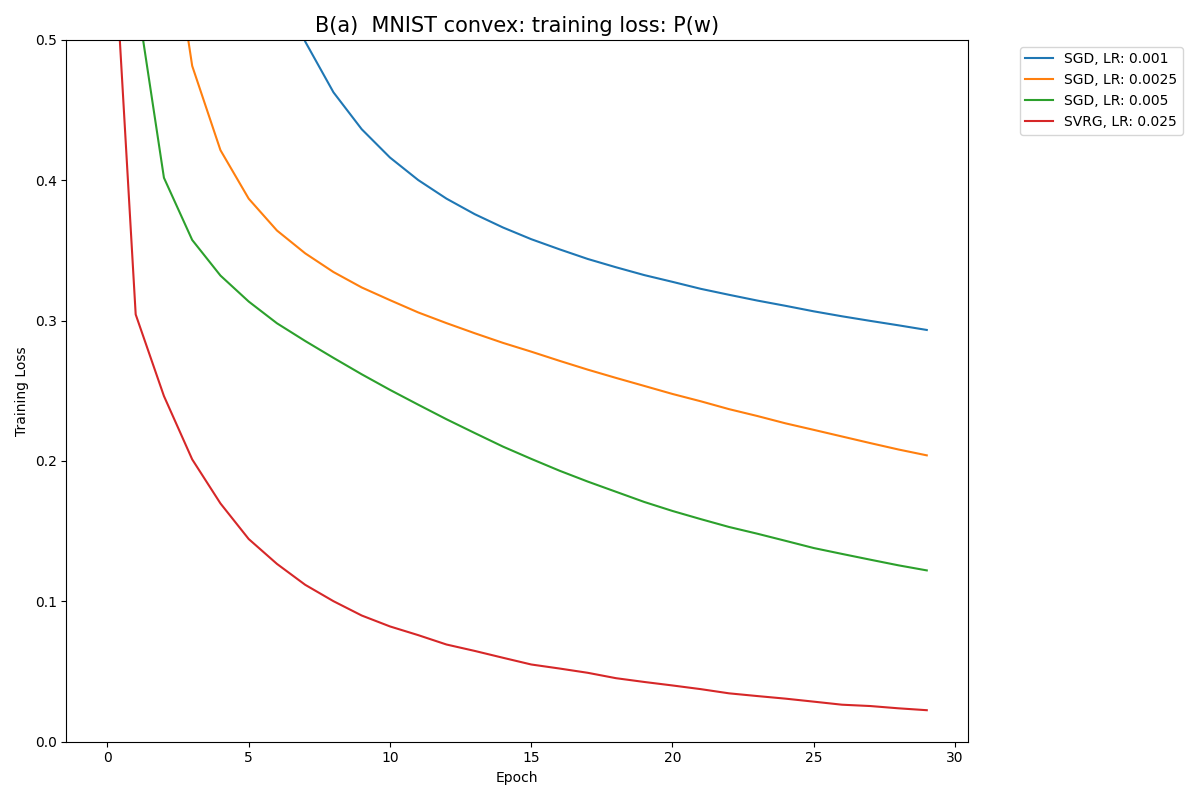 B(a)  MNIST convex: training loss: P(w)
SGD, LR: 0.001
SGD, LR: 0.0025
SGD, LR: 0.005
SVRG, LR: 0.025
Training Loss
0.5
0.4
0.3
0.2
0.1
0.0
0 5 10 15 20 25 30
Epoch